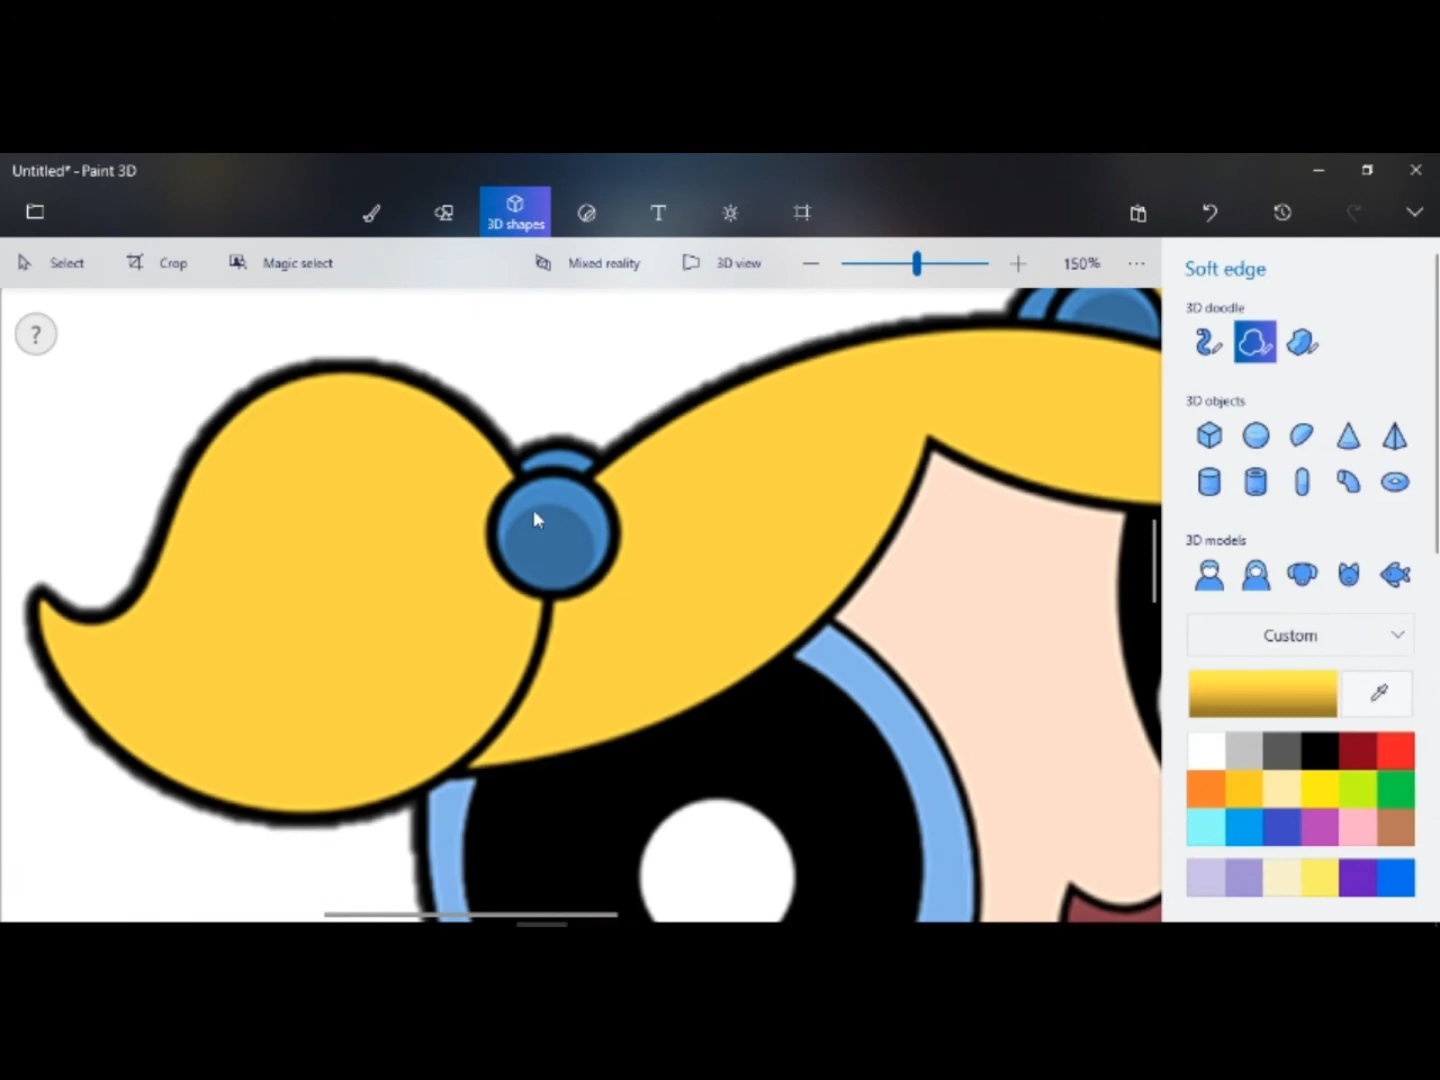 Untitled* - Paint 3D
3D shapes
T
Select
Crop
Magic select
Mixed reality
3D view
150%
Soft edge
?
3D doodle
3D objects
3D models
Custom